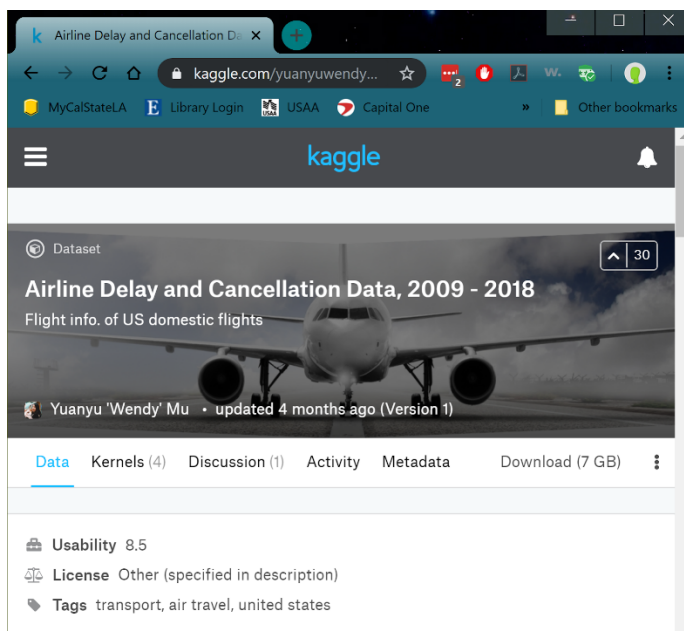 Airline Delay and Cancellation Da
kaggle.com/yuanyuwendy...
2
W.
MyCalStateLA
E
Library Login
USAA
USAA
Capital One
»
Other bookmarks
kaggle
Dataset
30
Airline Delay and Cancellation Data, 2009 - 2018
Flight info. of US domestic flights
Yuanyu 'Wendy' Mu • updated 4 months ago (Version 1)
Data Kernels (4) Discussion (1) Activity Metadata Download (7 GB)
Usability 8.5
License Other (specified in description)
Tags transport, air travel, united states